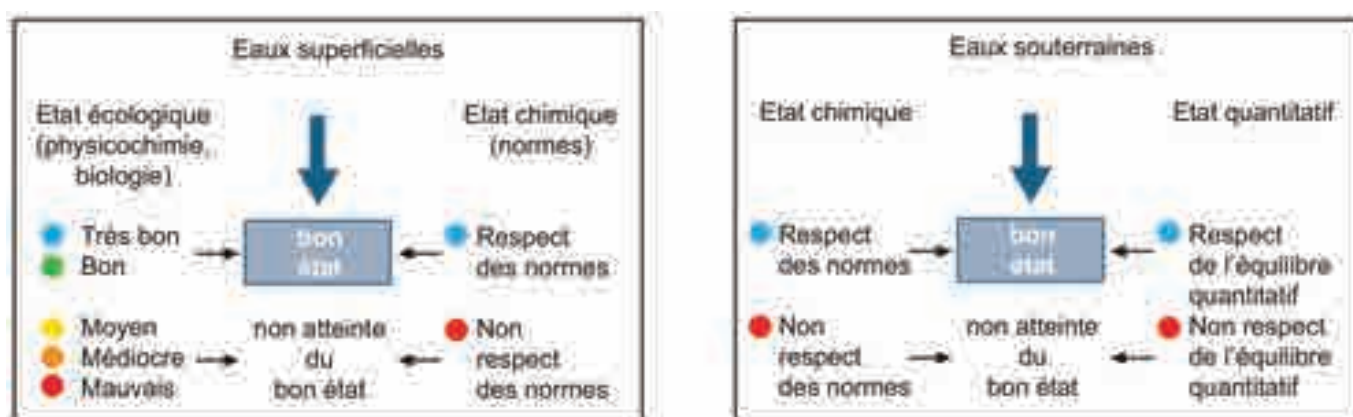 Eaux superficielles
Etat écologique
(physicochimie,
biologie)
Etat chimique
(normes)
Très bon
Bon
bon
état
Respect
des normes
Moyen
Médiocre
Mauvais
non atteinte
du
bon état
Non
respect
des normes
Eaux souterraines
Etat chimique
Etat quantitatif
Respect
des normes
bon
état
Respect
de l'équilibre
quantitatif
Non
respect
des normes
non atteinte
du
bon état
Non respect
de l'équilibre
quantitatif